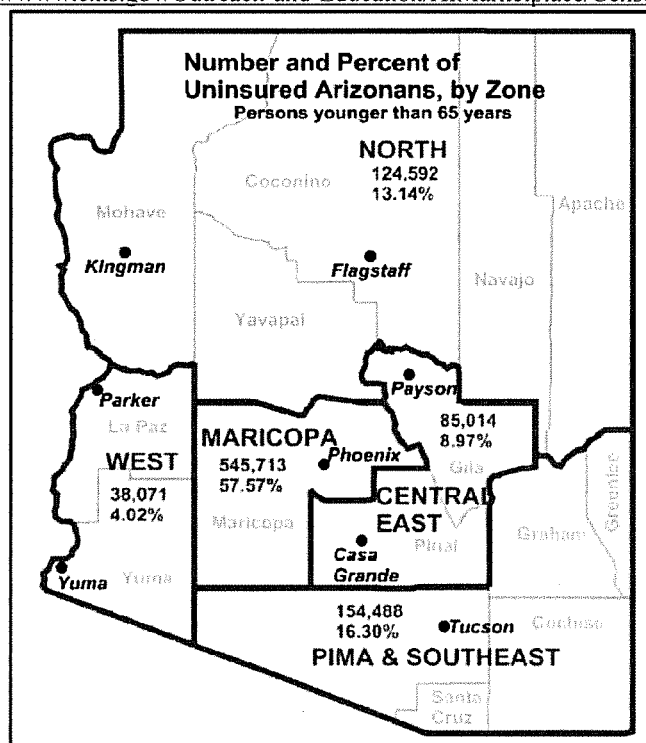 Number and Percent of
Uninsured Arizonans, by Zone
Persons younger than 65 years
NORTH
124,592
13.14%
Coconino
Mohave
Apache
Navajo
Kingman
Flagstaff
Yavapai
Payson
Parker
La Paz
85,014
8.97%
MARICOPA
545,713
57.57%
Phoenix
Gila
WEST
38,071
4.02%
CENTRAL
EAST
Maricopa
Pinal
Graham
Greenlee
Casa
Grande
Yuma
Yuma
154,488
16.30%
Tucson
Cochise
PIMA & SOUTHEAST
Santa
Cruz